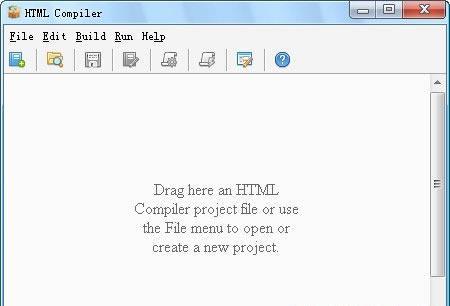 HTML Compiler
File Edit Build Run Help
Drag here an HTML
Compiler project file or use
the File menu to open or
create a new project.